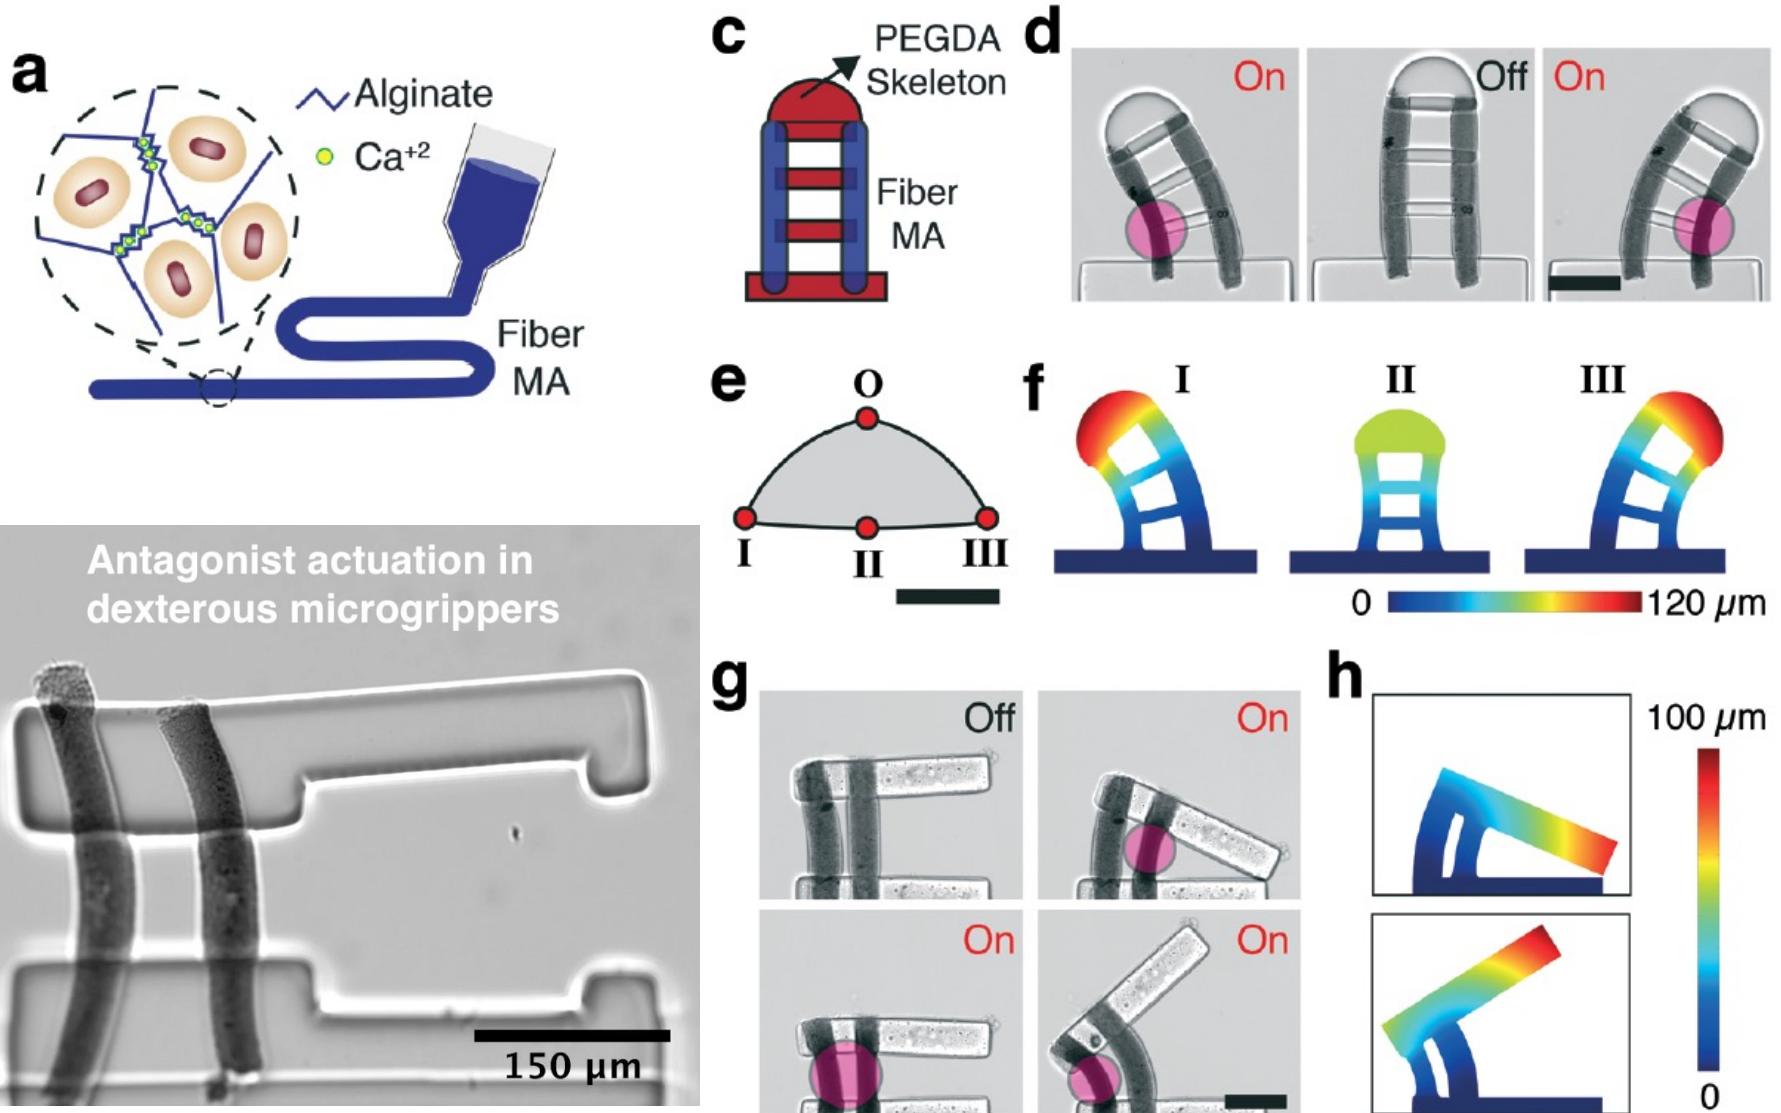 a
Alginate
Ca+2
Fiber
MA
c
PEGDA
Skeleton
Fiber
MA
d
On
Off
On
e
O
I
II
III
f
I
II
III
0
120 µm
Antagonist actuation in
dexterous microgrippers
150 µm
g
Off
On
On
On
h
100 µm
0